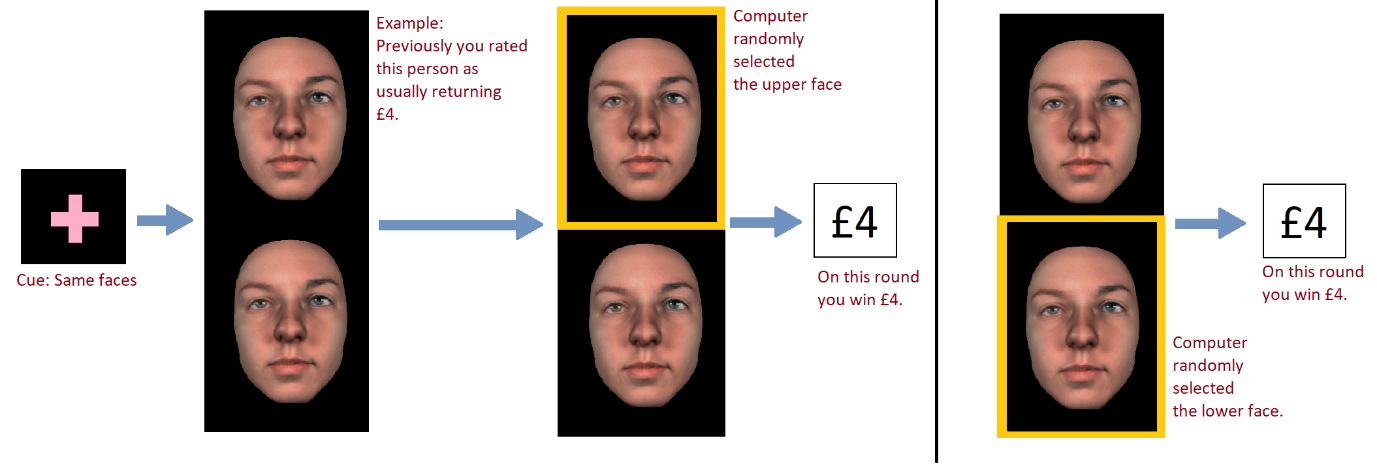 Example:
Previously you rated
this person as
usually returning
£4.
Computer
randomly
selected
the upper face
£4
Cue: Same faces
On this round
you win £4.
£4
On this round
you win £4.
Computer
randomly
selected
the lower face.